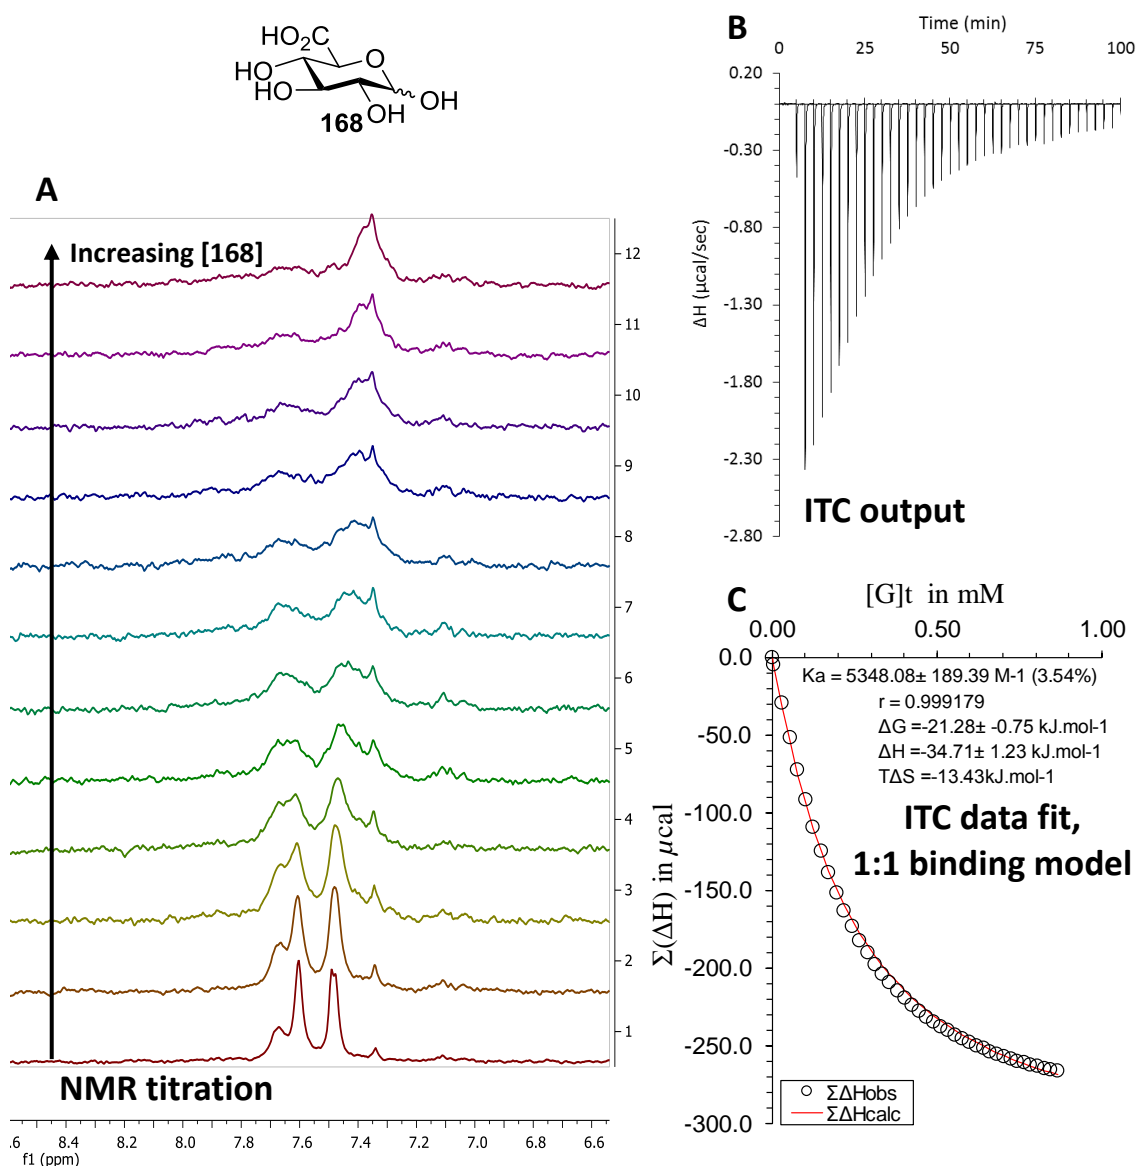 HO₂C
O
HO
HO
OH
OH
168
A
Increasing [168]
12
11
10
9
8
7
6
5
4
3
2
1
NMR titration
.6 8.4 8.2 8.0 7.8 7.6 7.4 7.2 7.0 6.8 6.6
f1 (ppm)
B
Time (min)
0 25 50 75 100
0.20
-0.30
-0.80
-1.30
-1.80
-2.30
-2.80
ΔH (μcal/sec)
ITC output
C
[G]t in mM
0.00 0.50 1.00
0.0
-50.0
-100.0
-150.0
-200.0
-250.0
-300.0
Σ(ΔH) in μcal
Ka = 5348.08± 189.39 M-1 (3.54%)
r = 0.999179
ΔG =-21.28± -0.75 kJ.mol-1
ΔH =-34.71± 1.23 kJ.mol-1
TΔS =-13.43kJ.mol-1
ITC data fit,
1:1 binding model
ΣΔHobs
ΣΔHcalc